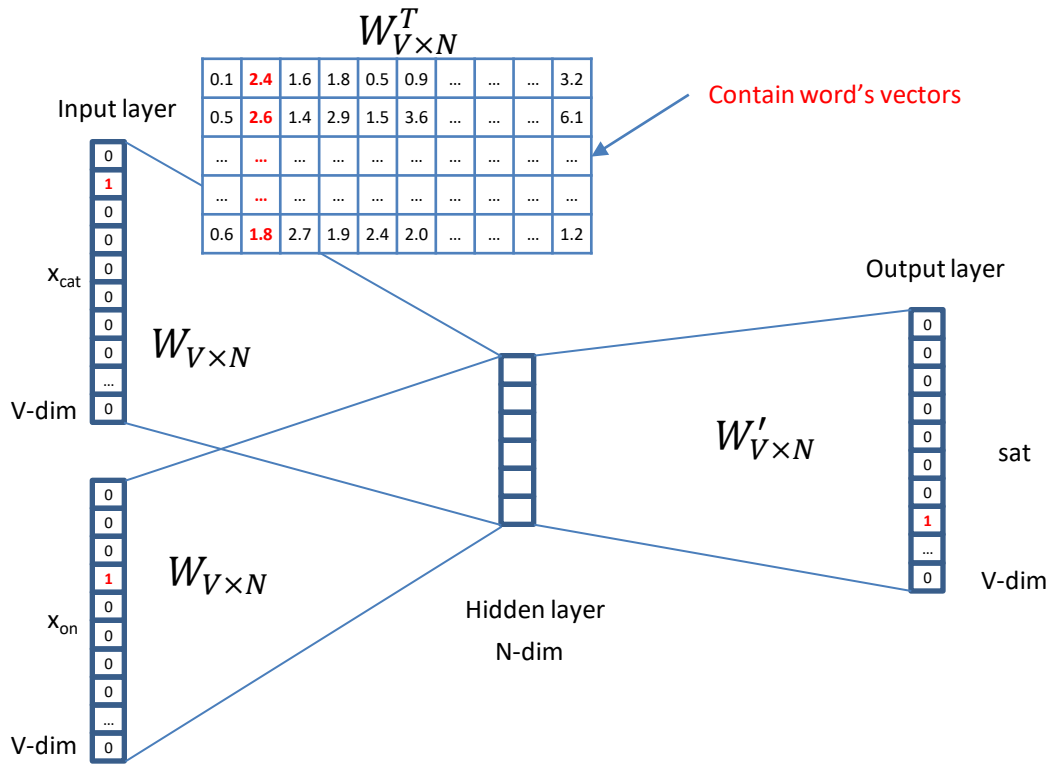 W^T_{V×N}
0.1 2.4 1.6 1.8 0.5 0.9 ... ... ... 3.2
0.5 2.6 1.4 2.9 1.5 3.6 ... ... ... 6.1
... ... ... ... ... ... ... ... ... ...
... ... ... ... ... ... ... ... ... ...
0.6 1.8 2.7 1.9 2.4 2.0 ... ... ... 1.2
Contain word's vectors
Input layer
0
1
0
0
0
0
0
0
...
0
x_cat
V-dim
W_{V×N}
0
0
0
1
0
0
0
0
...
0
x_on
V-dim
W_{V×N}
Hidden layer
N-dim
W'_{V×N}
Output layer
0
0
0
0
0
0
0
1
...
0
sat
V-dim